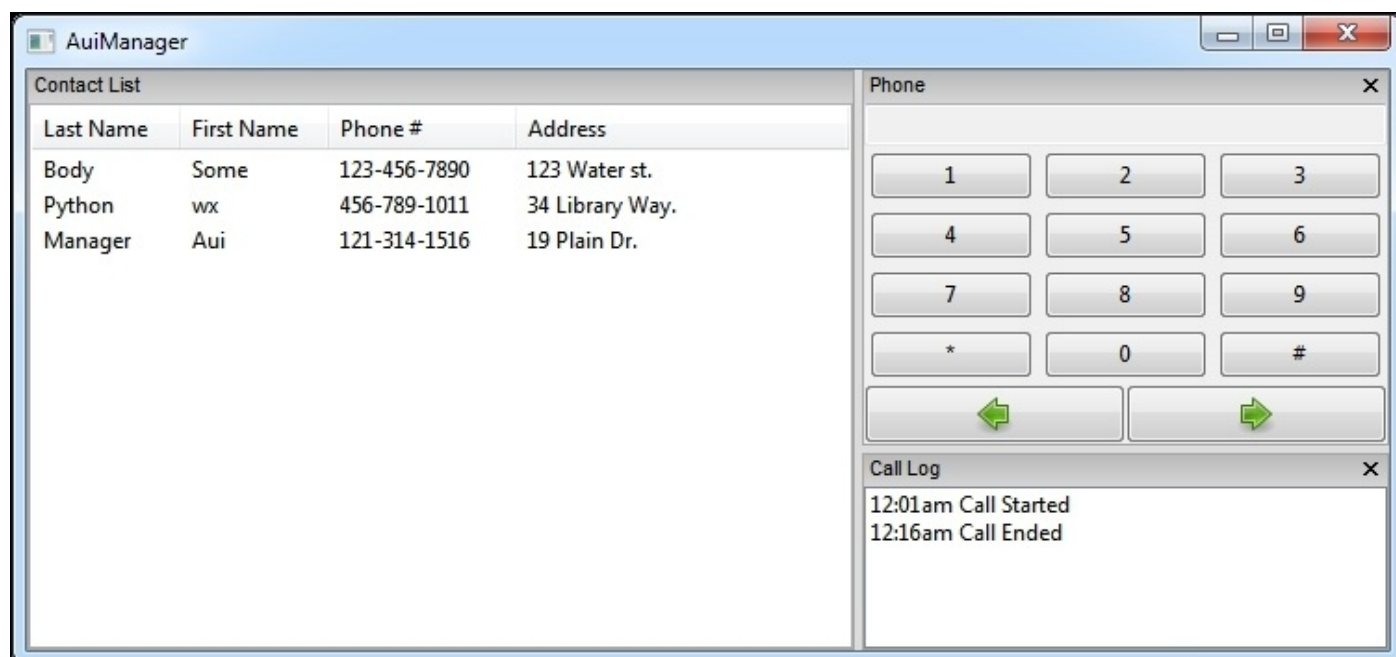 AuiManager
Contact List
Last Name First Name Phone # Address
Body Some 123-456-7890 123 Water st.
Python wx 456-789-1011 34 Library Way.
Manager Aui 121-314-1516 19 Plain Dr.
Phone
1 2 3
4 5 6
7 8 9
* 0 #
Call Log
12:01am Call Started
12:16am Call Ended